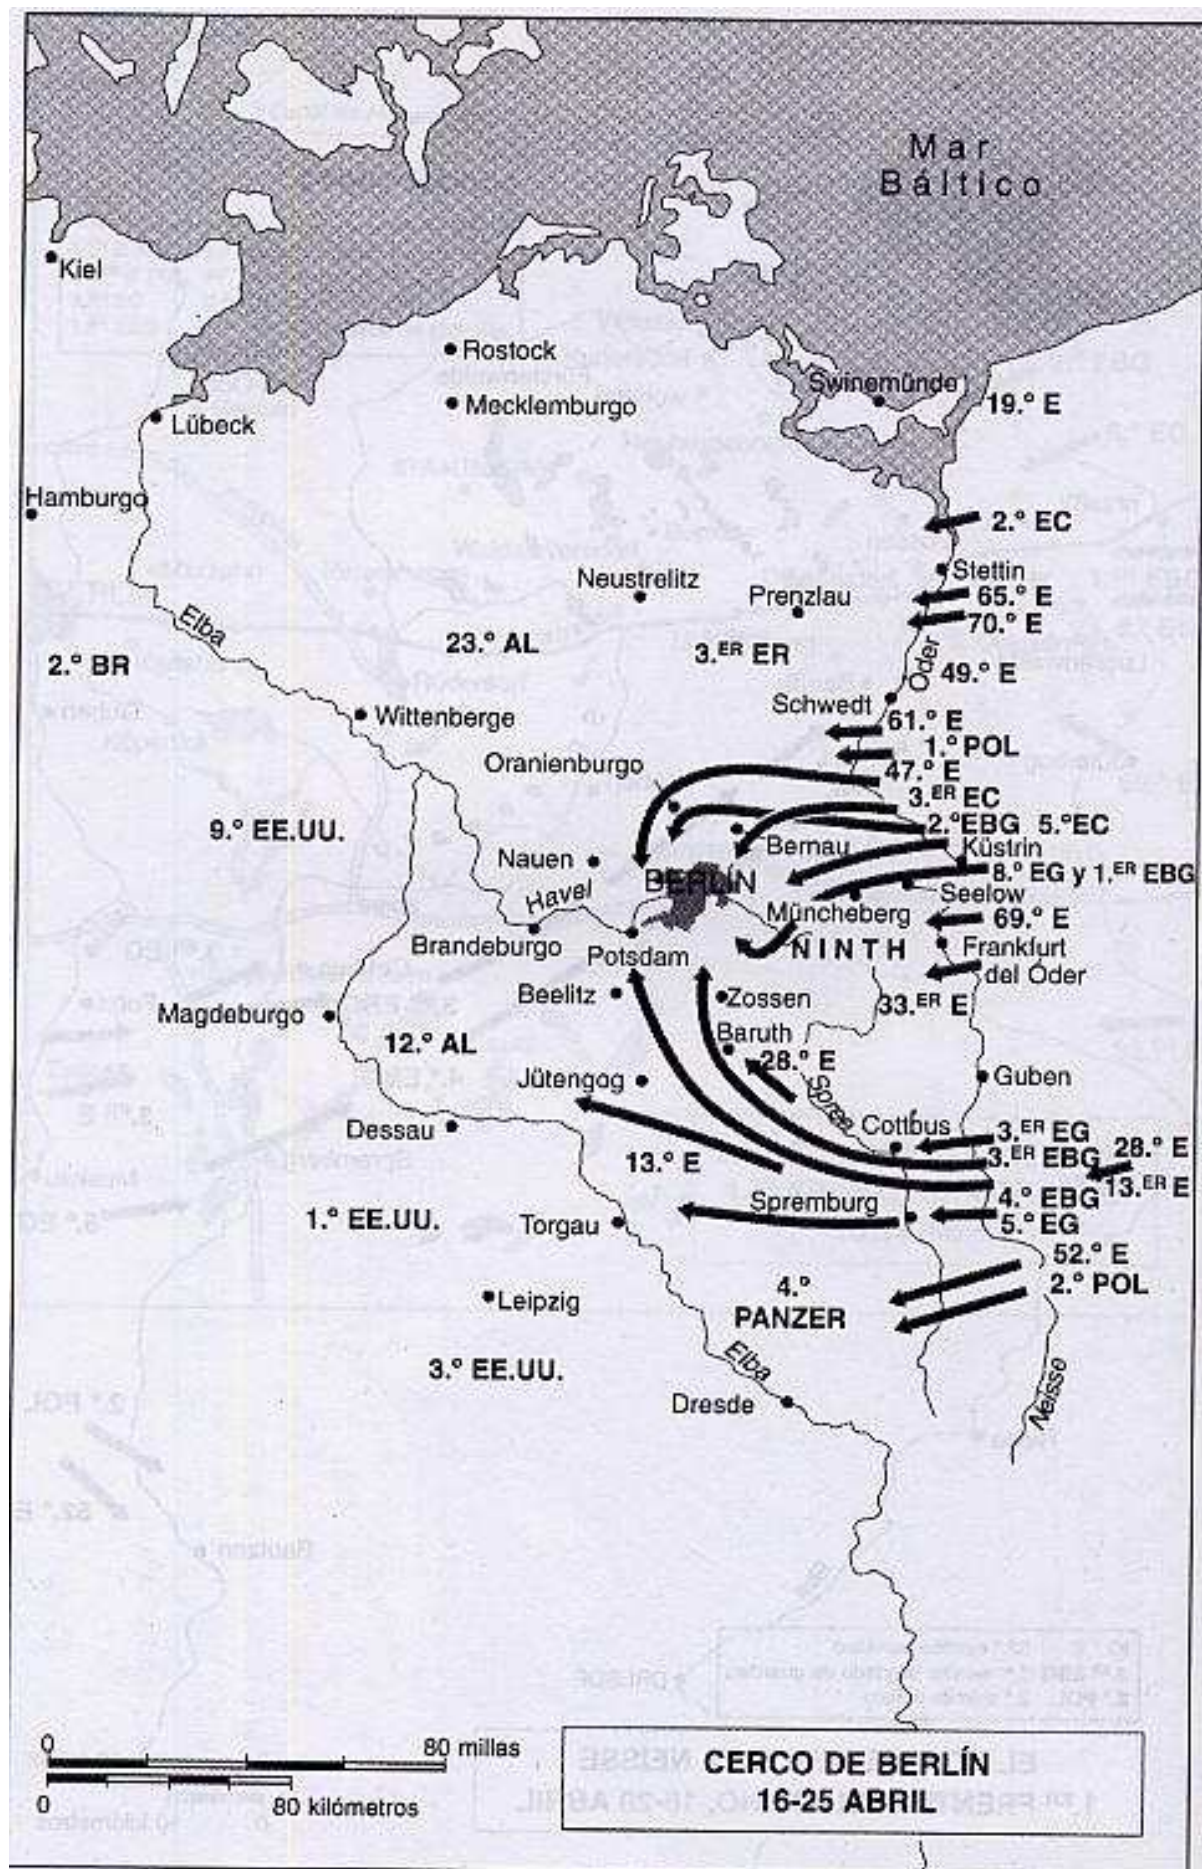 Mar
Báltico
Kiel
Rostock
Mecklemburgo
Swinemünde
19.º E
Lübeck
Hamburgo
2.º EC
Stettin
Neustrelitz
Prenzlau
65.º E
70.º E
Elba
23.º AL
3.ER ER
Oder
49.º E
2.º BR
Schwedt
Wittenberge
61.º E
1.º POL
Oranienburgo
47.º E
3.ER EC
9.º EE.UU.
2.º EBG 5.º EC
Bernau
Küstrin
Nauen
8.º EG y 1.ER EBG
BERLÍN
Seelow
Havel
Müncheberg
69.º E
Brandeburgo
Potsdam
NINTH
Frankfurt
del Óder
Beelitz
Zossen
33.ER E
Magdeburgo
12.º AL
Baruth
28.º E
Jütengog
Spree
Guben
Dessau
Cottbus
3.ER EG
28.º E
13.º E
3.ER EBG
13.ER E
4.º EBG
1.º EE.UU.
Torgau
Spremburg
5.º EG
52.º E
4.º
PANZER
2.º POL
Leipzig
3.º EE.UU.
Elba
Dresde
Neisse
0 80 millas
0 80 kilómetros
CERCO DE BERLÍN
16-25 ABRIL